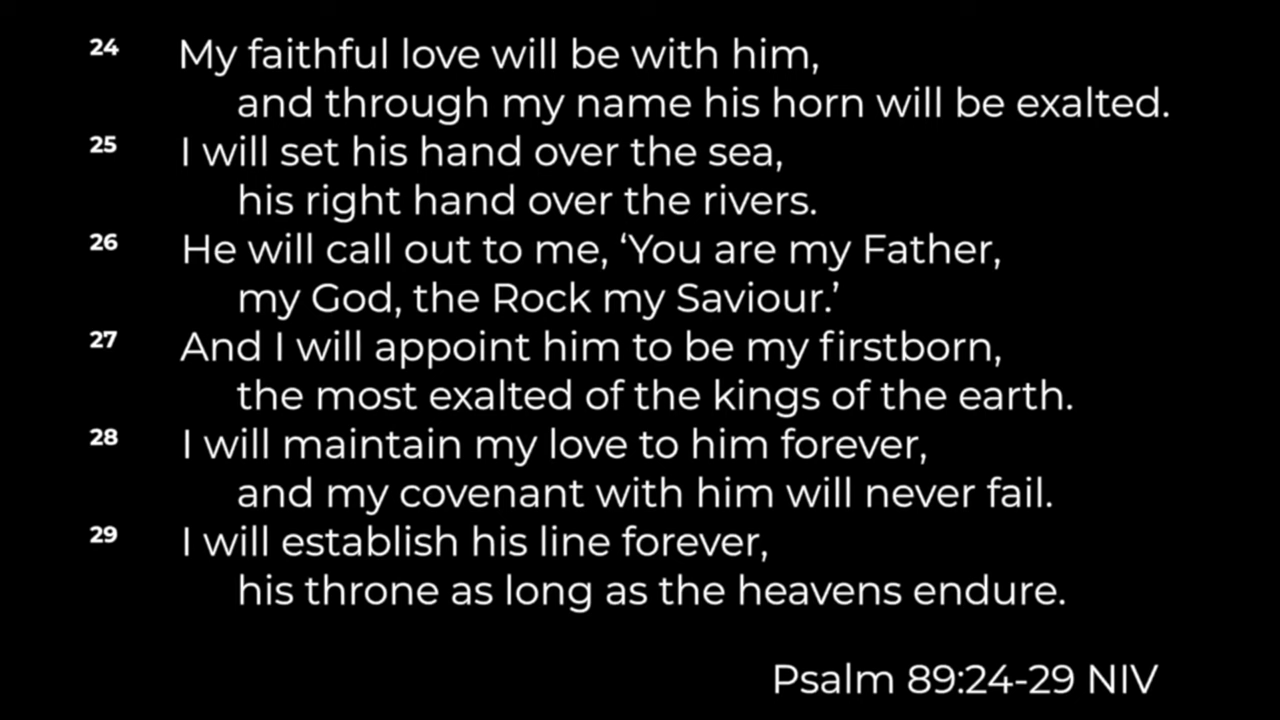 24 My faithful love will be with him,
and through my name his horn will be exalted.
25 I will set his hand over the sea,
his right hand over the rivers.
26 He will call out to me, ‘You are my Father,
my God, the Rock my Saviour.’
27 And I will appoint him to be my firstborn,
the most exalted of the kings of the earth.
28 I will maintain my love to him forever,
and my covenant with him will never fail.
29 I will establish his line forever,
his throne as long as the heavens endure.
Psalm 89:24-29 NIV